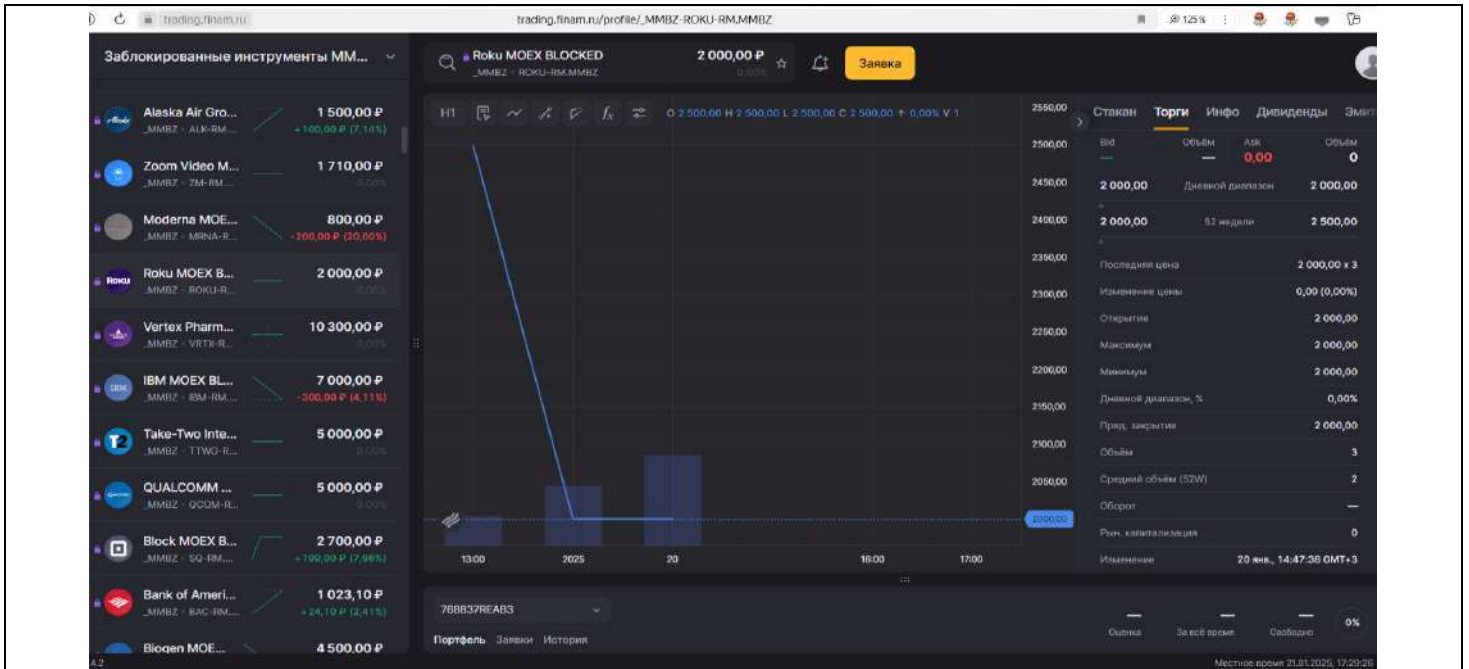 trading.finam.ru
trading.finam.ru/profile/_MMBZ-ROKU-RM.MMBZ
125 %
Заблокированные инструменты ММ...
Roku MOEX BLOCKED
_MMBZ · ROKU-RM.MMBZ
2 000,00 ₽
0,00%
Заявка
Alaska Air Gro...
_MMBZ · ALK-RM....
1 500,00 ₽
+100,00 ₽ (7,14%)
Zoom Video M...
_MMBZ · ZM-RM....
1 710,00 ₽
0,00%
Moderna MOE...
_MMBZ · MRNA-R...
800,00 ₽
-200,00 ₽ (20,00%)
Roku MOEX B...
_MMBZ · ROKU-R...
2 000,00 ₽
0,00%
Vertex Pharm...
_MMBZ · VRTX-R...
10 300,00 ₽
0,00%
IBM MOEX BL...
_MMBZ · IBM-RM....
7 000,00 ₽
-300,00 ₽ (4,11%)
Take-Two Inte...
_MMBZ · TTWO-R...
5 000,00 ₽
0,00%
QUALCOMM ...
_MMBZ · QCOM-R...
5 000,00 ₽
0,00%
Block MOEX B...
_MMBZ · SQ-RM....
2 700,00 ₽
+199,00 ₽ (7,96%)
Bank of Ameri...
_MMBZ · BAC-RM....
1 023,10 ₽
+24,10 ₽ (2,41%)
Biogen MOE...
4 500,00 ₽
4.2
H1
O 2 500,00 H 2 500,00 L 2 500,00 C 2 500,00 ↑ 0,00% V 1
2550,00
2500,00
2450,00
2400,00
2350,00
2300,00
2250,00
2200,00
2150,00
2100,00
2050,00
2000,00
13:00 2025 20 16:00 17:00
768837REAB3
Портфель Заявки История
Стакан Торги Инфо Дивиденды Эмит
Bid Объём Ask Объём
— — 0,00 0
2 000,00 Дневной диапазон 2 000,00
2 000,00 52 недели 2 500,00
Последняя цена 2 000,00 x 3
Изменение цены 0,00 (0,00%)
Открытие 2 000,00
Максимум 2 000,00
Минимум 2 000,00
Дневной диапазон, % 0,00%
Пред. закрытие 2 000,00
Объём 3
Средний объём (52W) 2
Оборот —
Рын. капитализация 0
Изменение 20 янв., 14:47:36 GMT+3
— — —
Оценка За всё время Свободно
0%
Местное время 21.01.2025, 17:29:26